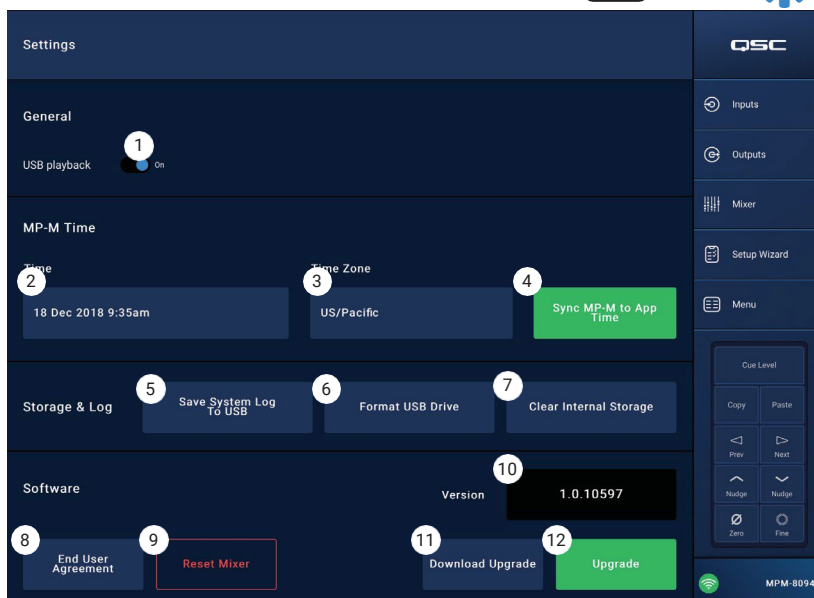 Settings
QSC
General
1
USB playback
On
MP-M Time
Time
Time Zone
2
3
4
18 Dec 2018 9:35am
US/Pacific
Sync MP-M to App
Time
5
6
7
Storage & Log
Save System Log
To USB
Format USB Drive
Clear Internal Storage
Software
10
Version
1.0.10597
8
9
11
12
End User
Agreement
Reset Mixer
Download Upgrade
Upgrade
Inputs
Outputs
Mixer
Setup Wizard
Menu
Cue Level
Copy
Paste
Prev
Next
Nudge
Nudge
Zero
Fine
MPM-8094